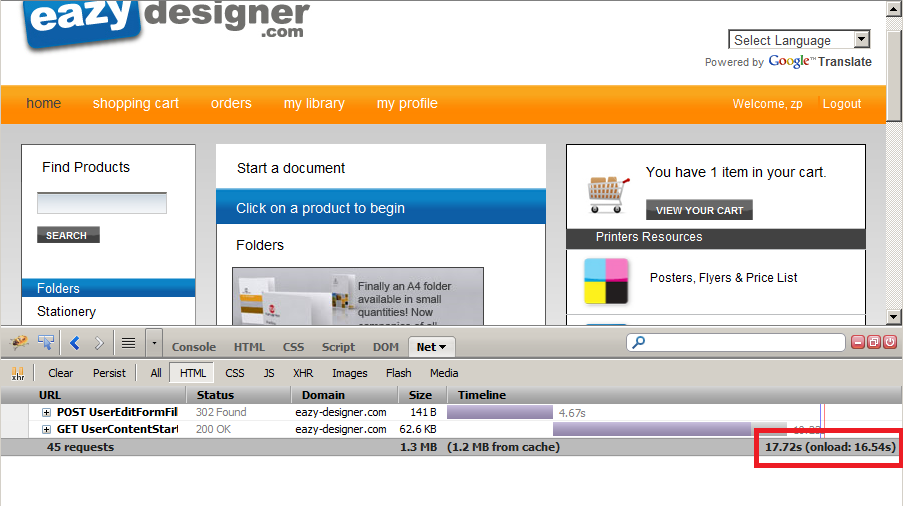 eazy designer
.com
Select Language
Powered by Google™ Translate
home shopping cart orders my library my profile Welcome, zp Logout
Find Products
SEARCH
Folders
Stationery
Start a document
Click on a product to begin
Folders
Finally an A4 folder
available in small
quantities! Now
You have 1 item in your cart.
VIEW YOUR CART
Printers Resources
Posters, Flyers & Price List
Console HTML CSS Script DOM Net
xhr Clear Persist All HTML CSS JS XHR Images Flash Media
URL Status Domain Size Timeline
POST UserEditFormFil 302 Found eazy-designer.com 141 B 4.67s
GET UserContentStart 200 OK eazy-designer.com 62.6 KB
45 requests 1.3 MB (1.2 MB from cache) 17.72s (onload: 16.54s)